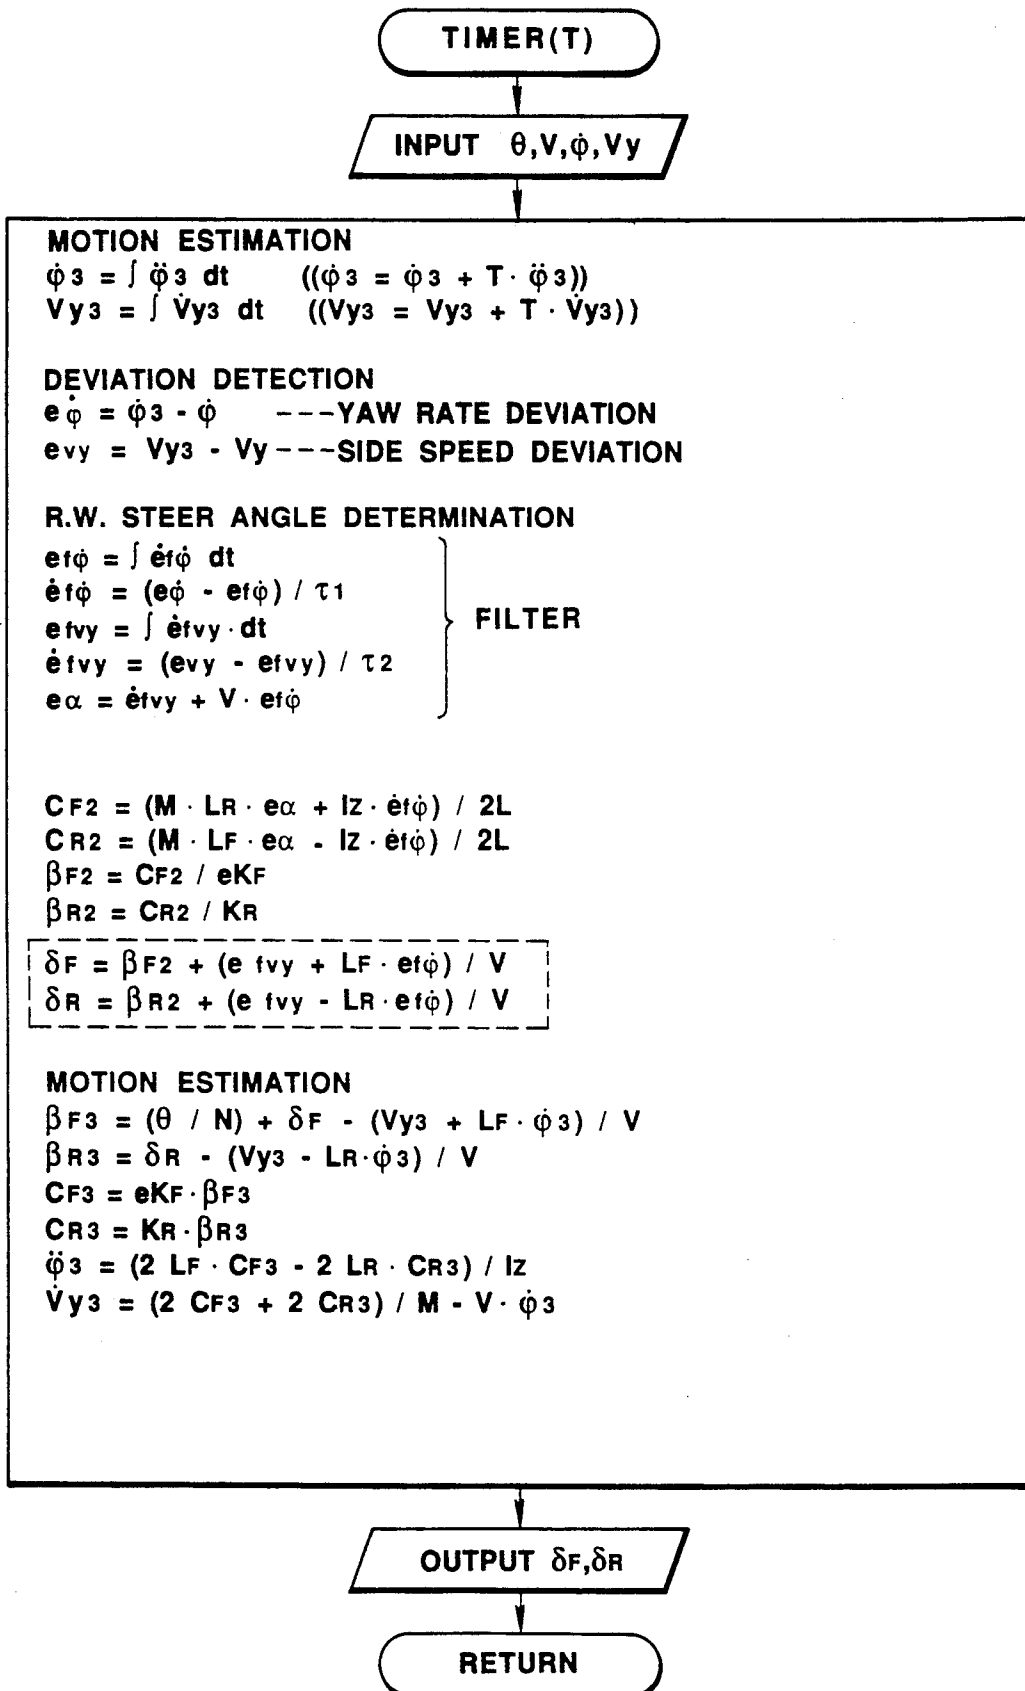 TIMER(T)
INPUT θ,V,φ̇,Vy
MOTION ESTIMATION
φ̇3 = ∫ φ̈3 dt ((φ̇3 = φ̇3 + T · φ̈3))
Vy3 = ∫ V̇y3 dt ((Vy3 = Vy3 + T · V̇y3))
DEVIATION DETECTION
eφ̇ = φ̇3 - φ̇ ---YAW RATE DEVIATION
evy = Vy3 - Vy---SIDE SPEED DEVIATION
R.W. STEER ANGLE DETERMINATION
efφ̇ = ∫ ėfφ̇ dt
ėfφ̇ = (eφ̇ - efφ̇) / τ1
efvy = ∫ ėfvy · dt
FILTER
ėfvy = (evy - efvy) / τ2
eα = ėfvy + V · efφ̇
CF2 = (M · LR · eα + Iz · ėfφ̇) / 2L
CR2 = (M · LF · eα - Iz · ėfφ̇) / 2L
βF2 = CF2 / eKF
βR2 = CR2 / KR
δF = βF2 + (e fvy + LF · efφ̇) / V
δR = βR2 + (e fvy - LR · efφ̇) / V
MOTION ESTIMATION
βF3 = (θ / N) + δF - (Vy3 + LF · φ̇3) / V
βR3 = δR - (Vy3 - LR·φ̇3) / V
CF3 = eKF·βF3
CR3 = KR·βR3
φ̈3 = (2 LF · CF3 - 2 LR · CR3) / Iz
V̇y3 = (2 CF3 + 2 CR3) / M - V · φ̇3
OUTPUT δF,δR
RETURN